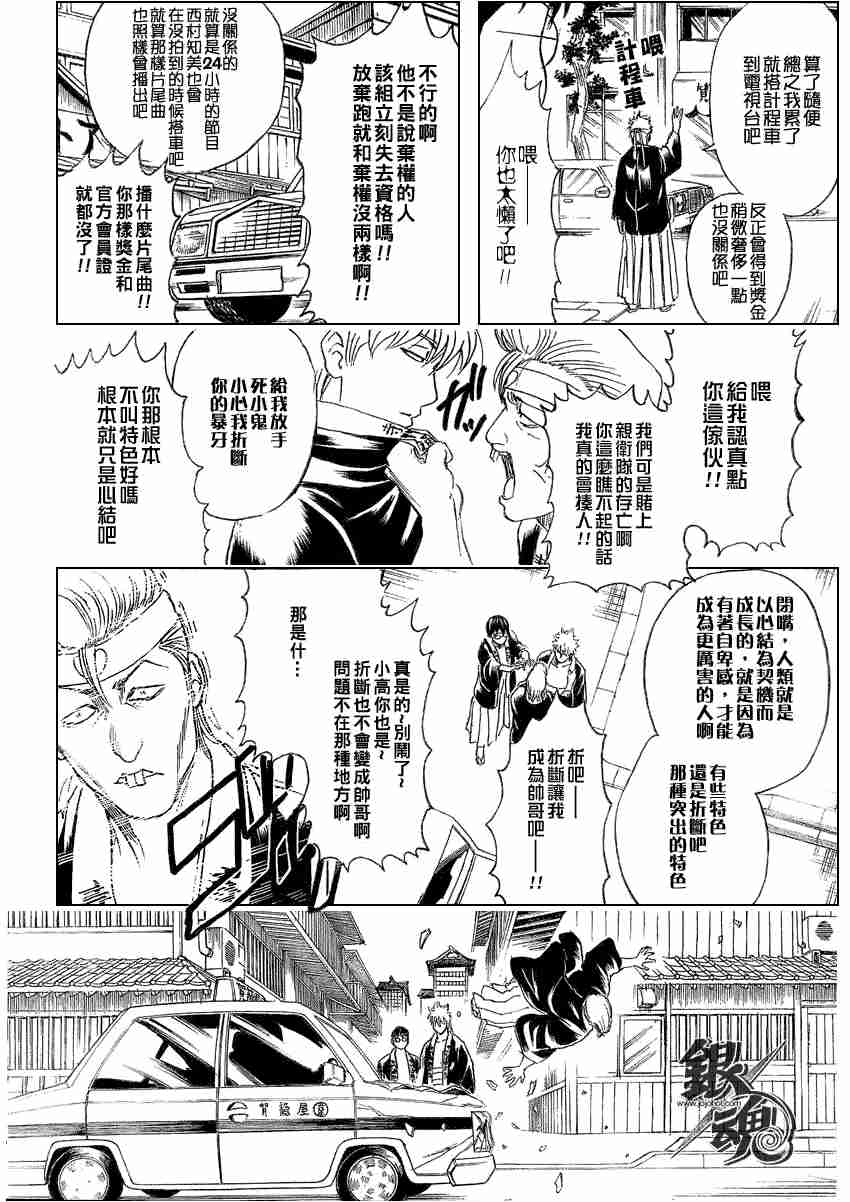 算了隨便
總之我累了
就搭計程車
到電視台吧
喂
計程車
反正會得到獎金
稍微奢侈一點
也沒關係吧
喂——
你也太懶了吧——!!
不行的啊
他不是說棄權的人
該組立刻失去資格嗎!!
放棄跑就和棄權沒兩樣啊!!
沒關係的
就算是24小時的節目
西村知美也會
在沒拍到的時候搭車吧
就算那樣片尾曲
也照樣會播出吧
播什麼片尾曲!!
你那樣獎金和
官方會員證
就都沒了!!
喂
給我認真點
你這傢伙!!
我們可是賭上
親衛隊的存亡啊
你這麼瞧不起的話
我真的會揍人!!
ガッ
給我放手
死小鬼
小心我折斷
你的暴牙
你那根本
不叫特色好嗎
根本就只是心結吧
閉嘴，人類就是
以心結為契機而
成長的，就是因為
有著自卑感，才能
成為更厲害的人啊
有些特色
還是折斷吧
那種突出的特色
折吧——
折斷讓我
成為帥哥吧——!!
真是的~別鬧了~
小高你也是~
折斷也不會變成帥哥啊
問題不在那種地方啊
那是什…
銀魂
www.jojohot.com